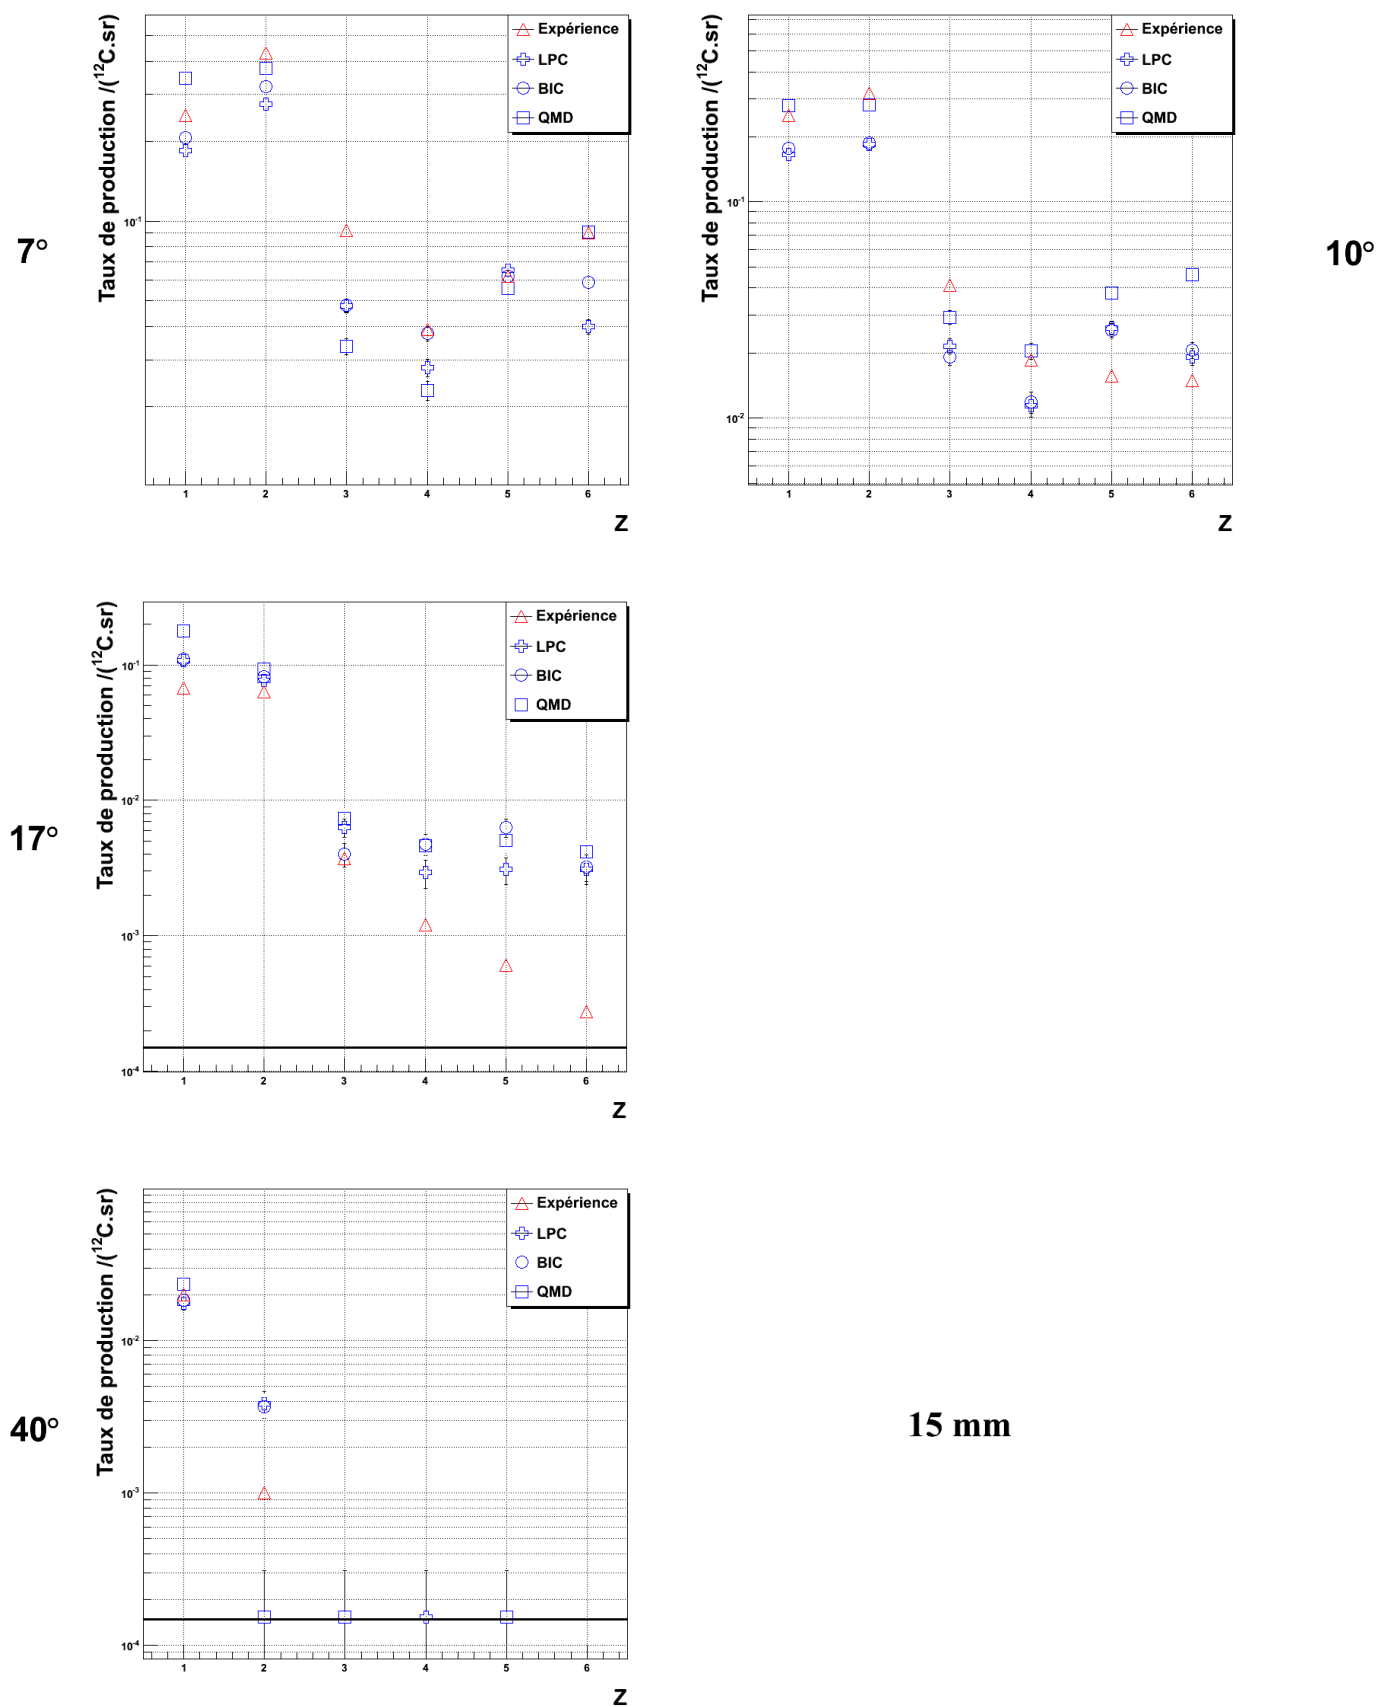 Taux de production /(¹²C.sr)
Expérience
LPC
BIC
QMD
10⁻¹
1 2 3 4 5 6
Z
7°
Taux de production /(¹²C.sr)
Expérience
LPC
BIC
QMD
10⁻¹
10⁻²
1 2 3 4 5 6
Z
10°
Taux de production /(¹²C.sr)
Expérience
LPC
BIC
QMD
10⁻¹
10⁻²
10⁻³
10⁻⁴
1 2 3 4 5 6
Z
17°
Taux de production /(¹²C.sr)
Expérience
LPC
BIC
QMD
10⁻²
10⁻³
10⁻⁴
1 2 3 4 5 6
Z
40°
15 mm